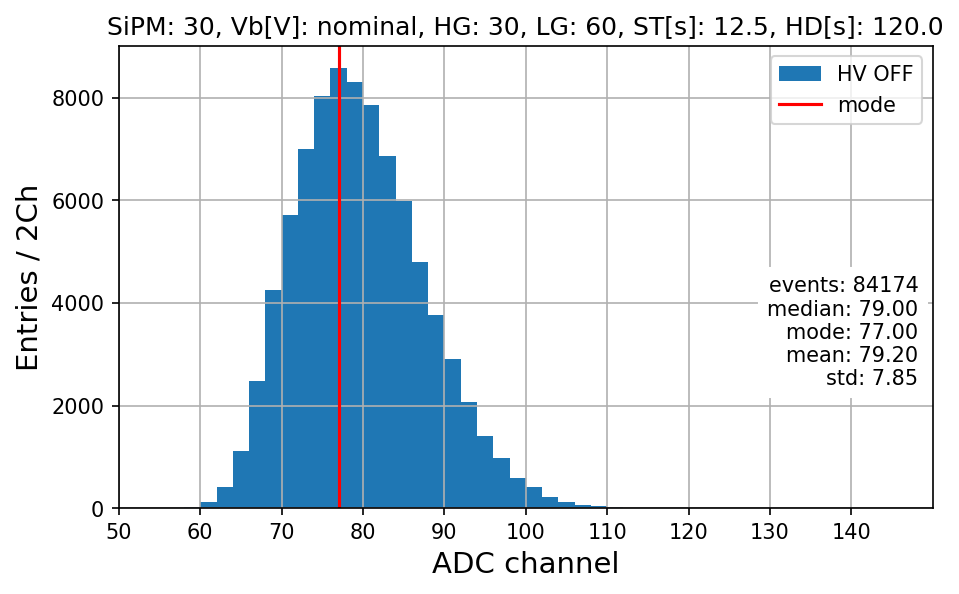 SiPM: 30, Vb[V]: nominal, HG: 30, LG: 60, ST[s]: 12.5, HD[s]: 120.0
HV OFF
mode
8000
6000
4000
2000
0
Entries / 2Ch
events: 84174
median: 79.00
mode: 77.00
mean: 79.20
std: 7.85
50 60 70 80 90 100 110 120 130 140
ADC channel